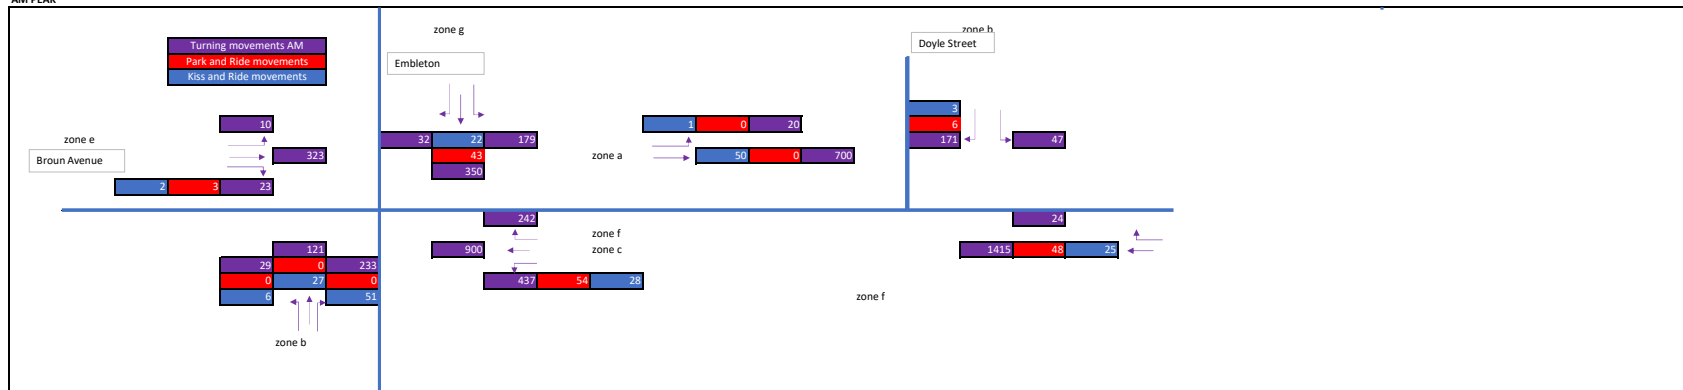 AM PEAK
zone g
zone h
Doyle Street
Turning movements AM
Park and Ride movements
Kiss and Ride movements
Embleton
3
10
1 0 20
6
zone e
32 22 179
171
47
Broun Avenue
323
43
zone a
50 0 700
350
2 3 23
242
24
zone f
121
900
zone c
1415 48 25
29 0 233
0 27 0
437 54 28
6
51
zone f
zone b